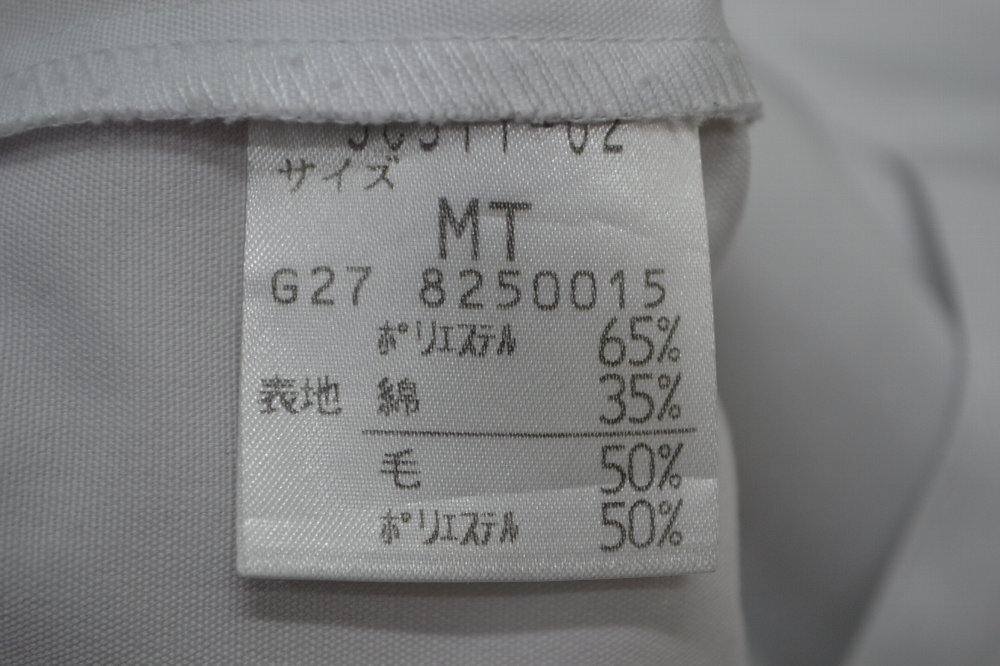 サイズ
MT
G27 8250015
ポリエステル 65%
表地 綿 35%
毛 50%
ポリエステル 50%